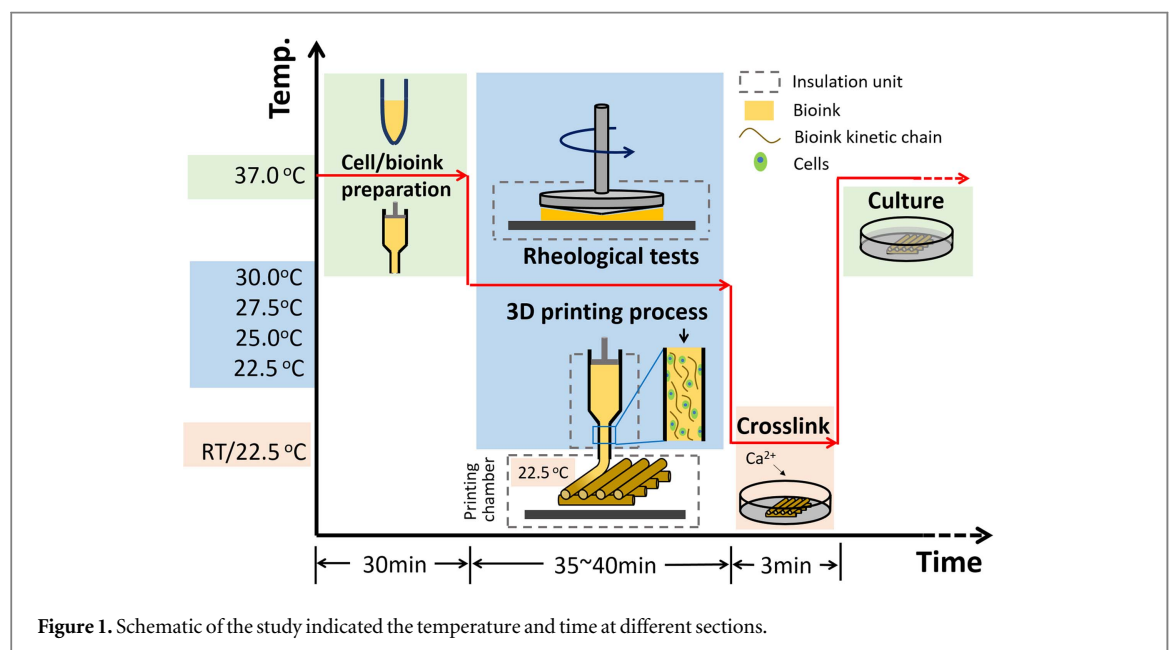 Temp.
37.0 °C
30.0°C
27.5°C
25.0°C
22.5 °C
RT/22.5 °C
Cell/bioink
preparation
Rheological tests
3D printing process
22.5 °C
Printing
chamber
Insulation unit
Bioink
Bioink kinetic chain
Cells
Crosslink
Ca²⁺
Culture
Time
30min
35~40min
3min
Figure 1. Schematic of the study indicated the temperature and time at different sections.